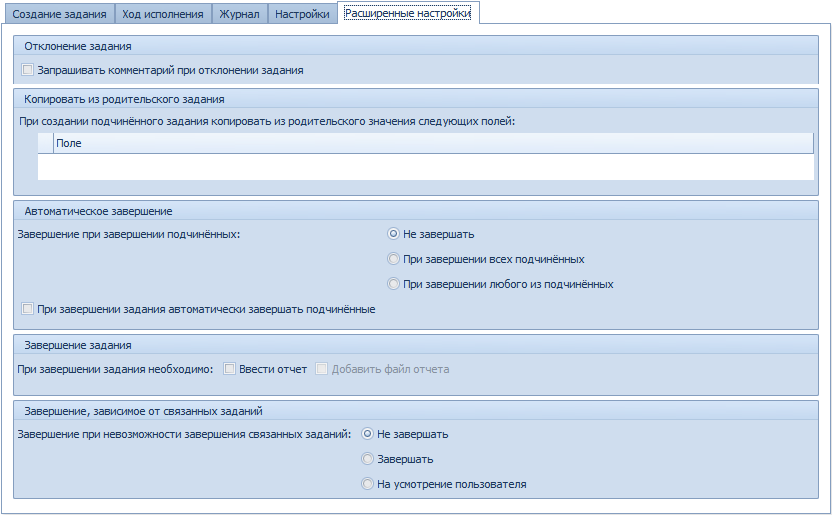 Создание задания Ход исполнения Журнал Настройки Расширенные настройки
Отклонение задания
Запрашивать комментарий при отклонении задания
Копировать из родительского задания
При создании подчинённого задания копировать из родительского значения следующих полей:
Поле
Автоматическое завершение
Завершение при завершении подчинённых: Не завершать
При завершении всех подчинённых
При завершении любого из подчинённых
При завершении задания автоматически завершать подчинённые
Завершение задания
При завершении задания необходимо: Ввести отчет Добавить файл отчета
Завершение, зависимое от связанных заданий
Завершение при невозможности завершения связанных заданий: Не завершать
Завершать
На усмотрение пользователя